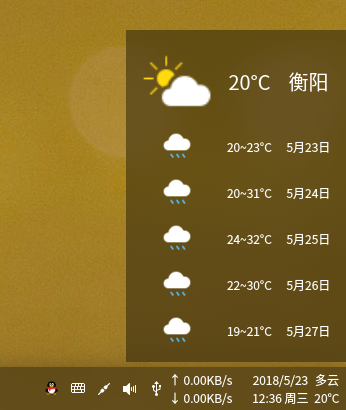 20°C 衡阳
20~23°C 5月23日
20~31°C 5月24日
24~32°C 5月25日
22~30°C 5月26日
19~21°C 5月27日
↑ 0.00KB/s 2018/5/23 多云
↓ 0.00KB/s 12:36 周三 20°C